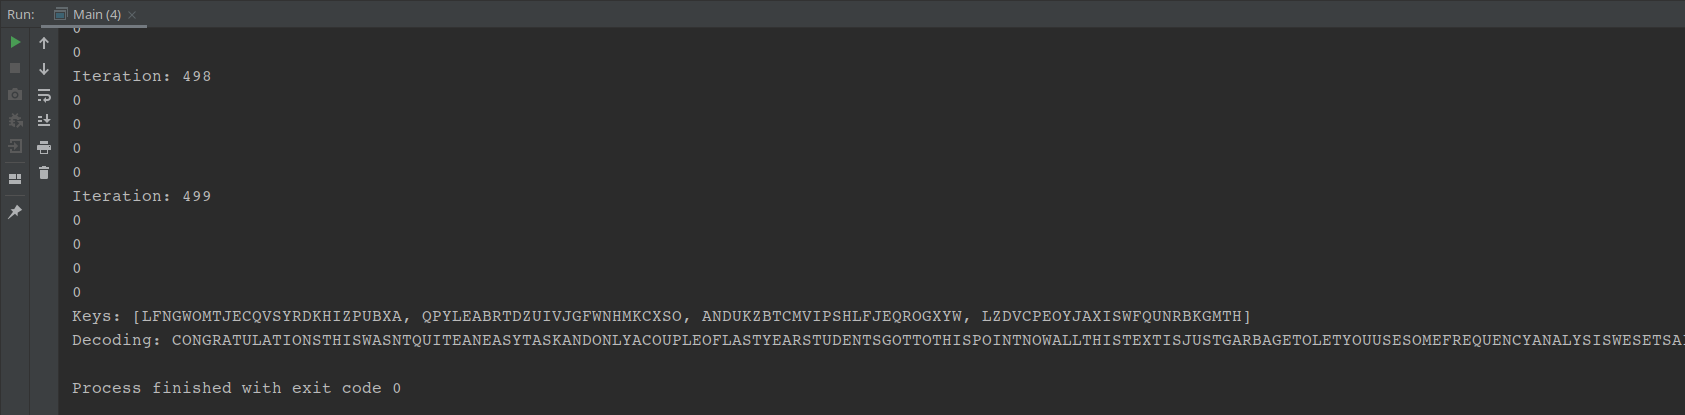 Run: Main (4)
0
0
Iteration: 498
0
0
0
0
Iteration: 499
0
0
0
0
Keys: [LFNGWOMTJECQVSYRDKHIZPUBXA, QPYLEABRTDZUIVJGFWNHMKCXSO, ANDUKZBTCMVIPSHLFJEQROGXYW, LZDVCPEOYJAXISWFQUNRBKGMTH]
Decoding: CONGRATULATIONSTHISWASNTQUITEANEASYTASKANDONLYACOUPLEOFLASTYEARSTUDENTSGOTTOTHISPOINTNOWALLTHISTEXTISJUSTGARBAGETOLETYOUUSESOMEFREQUENCYANALYSISWESETSA
Process finished with exit code 0